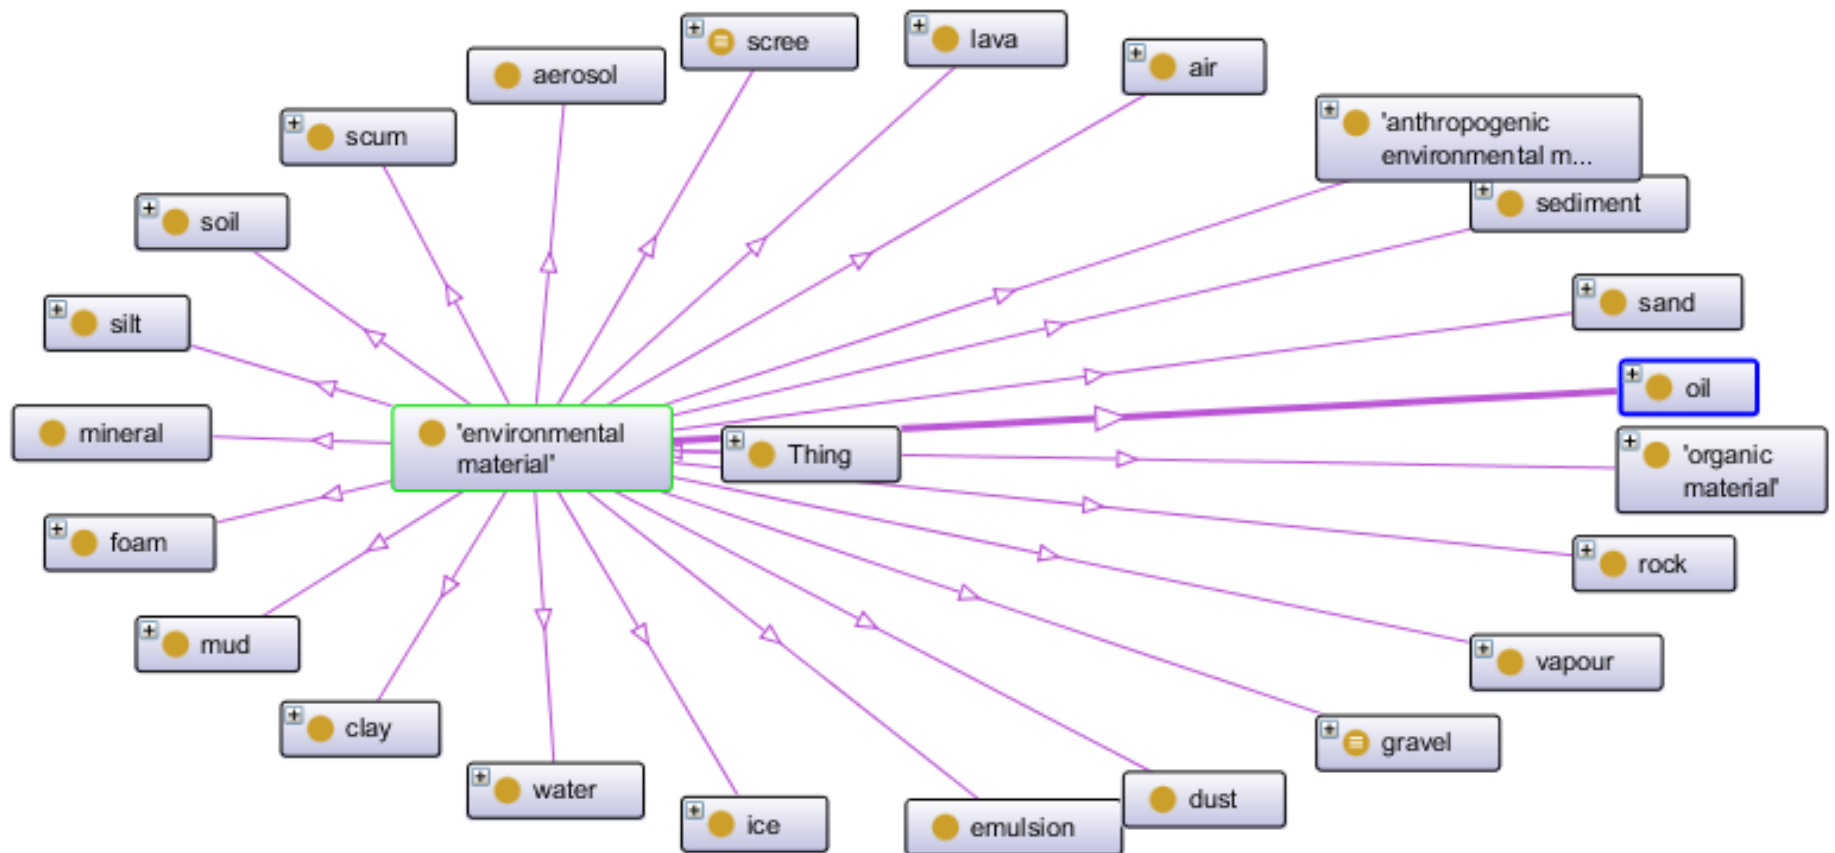 scree
lava
air
aerosol
'anthropogenic
environmental m...
scum
sediment
soil
sand
silt
oil
mineral
'environmental
material'
Thing
'organic
material'
foam
rock
mud
vapour
clay
gravel
water
ice
emulsion
dust